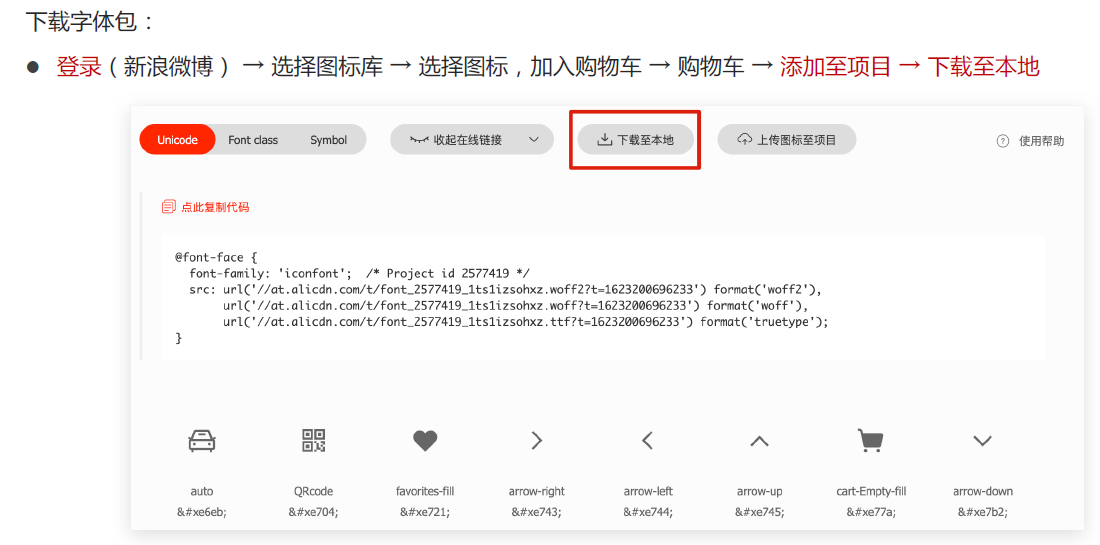 下载字体包：
● 登录（新浪微博） → 选择图标库 → 选择图标，加入购物车 → 购物车 → 添加至项目 → 下载至本地
Unicode Font class Symbol 收起在线链接 下载至本地 上传图标至项目 ? 使用帮助
点此复制代码
@font-face {
font-family: 'iconfont'; /* Project id 2577419 */
src: url('//at.alicdn.com/t/font_2577419_1ts1izsohxz.woff2?t=1623200696233') format('woff2'),
url('//at.alicdn.com/t/font_2577419_1ts1izsohxz.woff?t=1623200696233') format('woff'),
url('//at.alicdn.com/t/font_2577419_1ts1izsohxz.ttf?t=1623200696233') format('truetype');
}
auto QRcode favorites-fill arrow-right arrow-left arrow-up cart-Empty-fill arrow-down
&#xe6eb; &#xe704; &#xe721; &#xe743; &#xe744; &#xe745; &#xe77a; &#xe7b2;